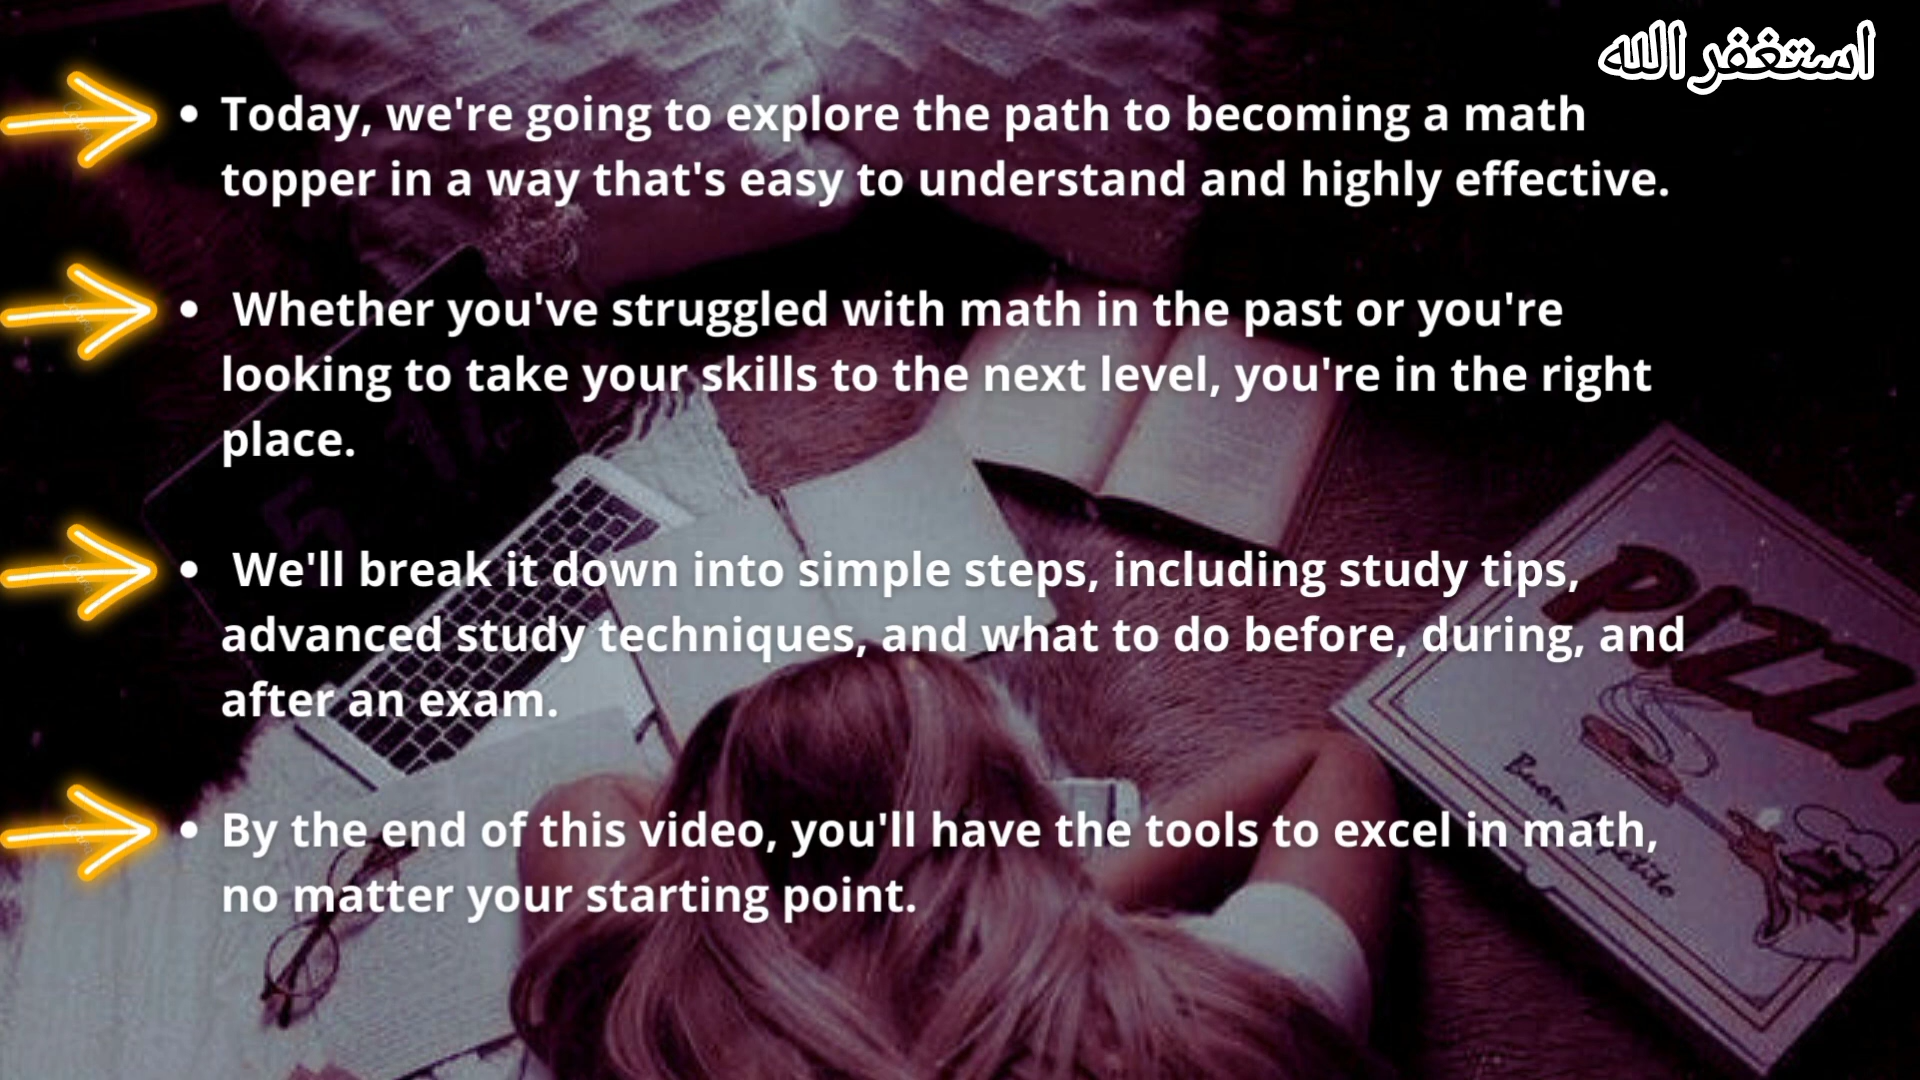 استغفر الله
• Today, we're going to explore the path to becoming a math
topper in a way that's easy to understand and highly effective.
• Whether you've struggled with math in the past or you're
looking to take your skills to the next level, you're in the right
place.
• We'll break it down into simple steps, including study tips,
advanced study techniques, and what to do before, during, and
after an exam.
• By the end of this video, you'll have the tools to excel in math,
no matter your starting point.
PIZZA
Buon